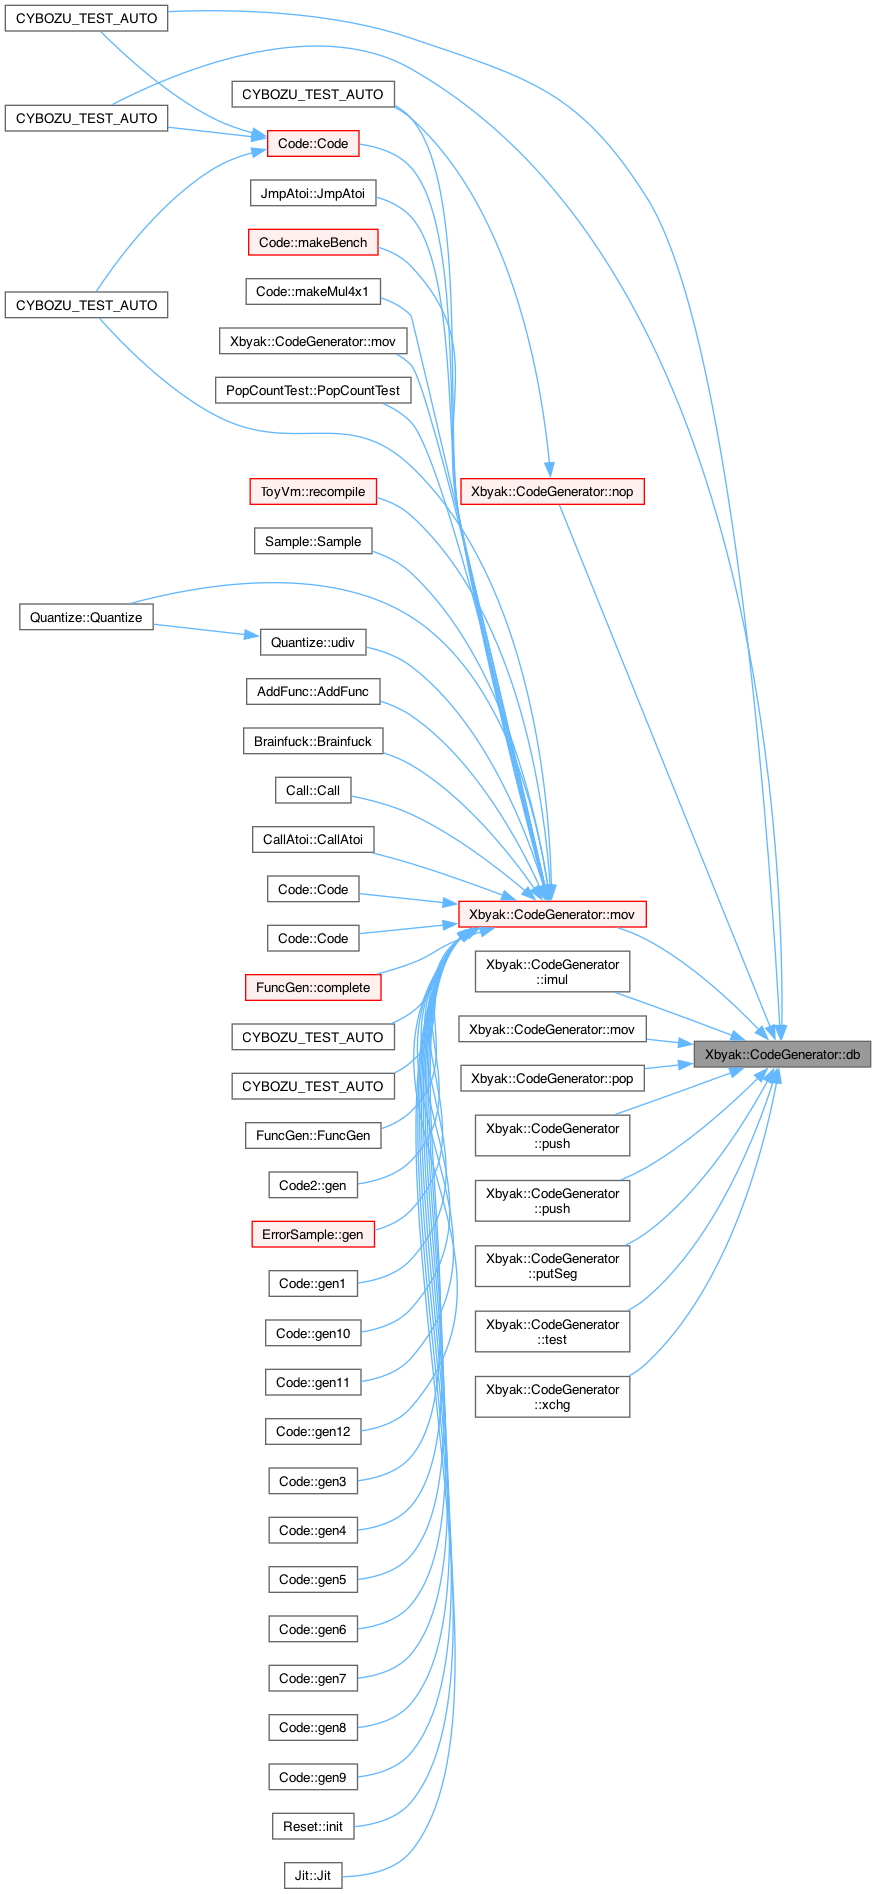 CYBOZU_TEST_AUTO
CYBOZU_TEST_AUTO
CYBOZU_TEST_AUTO
Code::Code
JmpAtoi::JmpAtoi
Code::makeBench
Code::makeMul4x1
CYBOZU_TEST_AUTO
Xbyak::CodeGenerator::mov
PopCountTest::PopCountTest
ToyVm::recompile
Xbyak::CodeGenerator::nop
Sample::Sample
Quantize::Quantize
Quantize::udiv
AddFunc::AddFunc
Brainfuck::Brainfuck
Call::Call
CallAtoi::CallAtoi
Code::Code
Xbyak::CodeGenerator::mov
Code::Code
FuncGen::complete
Xbyak::CodeGenerator
::imul
CYBOZU_TEST_AUTO
Xbyak::CodeGenerator::mov
Xbyak::CodeGenerator::db
CYBOZU_TEST_AUTO
Xbyak::CodeGenerator::pop
FuncGen::FuncGen
Xbyak::CodeGenerator
::push
Code2::gen
Xbyak::CodeGenerator
::push
ErrorSample::gen
Xbyak::CodeGenerator
::putSeg
Code::gen1
Code::gen10
Xbyak::CodeGenerator
::test
Code::gen11
Xbyak::CodeGenerator
::xchg
Code::gen12
Code::gen3
Code::gen4
Code::gen5
Code::gen6
Code::gen7
Code::gen8
Code::gen9
Reset::init
Jit::Jit